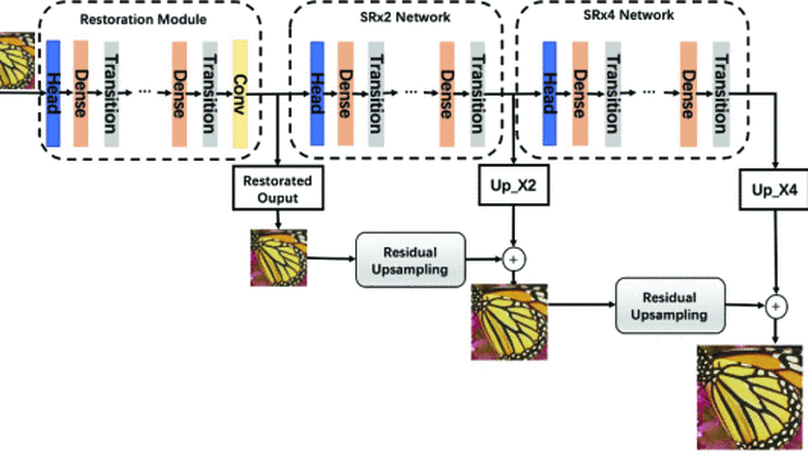 Restoration Module
SRx2 Network
SRx4 Network
Head
Dense
Transition
...
Dense
Transition
Conv
Head
Dense
Transition
...
Dense
Head
Dense
Transition
...
Dense
Transition
Restorated
Ouput
Up_X2
Up_X4
Residual
Upsampling
+
Residual
Upsampling
+